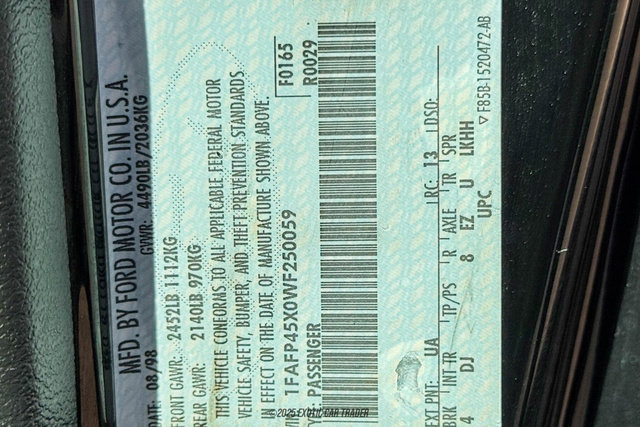 MFD. BY FORD MOTOR CO. IN U.S.A.
DATE: 08/98 GVWR: 4490LB/2036KG
FRONT GAWR: 2452LB 1112KG
REAR GAWR: 2140LB 970KG
THIS VEHICLE CONFORMS TO ALL APPLICABLE FEDERAL MOTOR
VEHICLE SAFETY, BUMPER, AND THEFT PREVENTION STANDARDS
IN EFFECT ON THE DATE OF MANUFACTURE SHOWN ABOVE.
VIN 1FAFP45X0WF250059 F0165
TYPE: PASSENGER R0029
EXT PNT: UA RC: 13 DSO:
BRK INT TR TP/PS R AXLE TR SPR
4 DJ 8 EZ U LKHH
UPC
▽ F85B-1520472-AB
© 2025 EXOTIC CAR TRADER